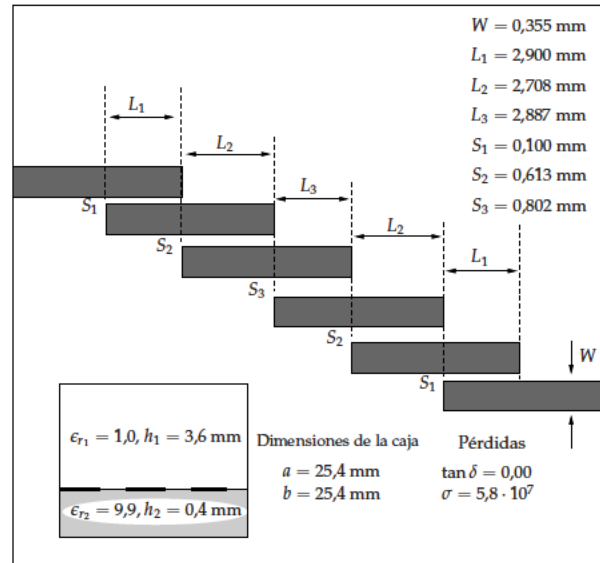 W = 0,355 mm
L₁ = 2,900 mm
L₂ = 2,708 mm
L₃ = 2,887 mm
S₁ = 0,100 mm
S₂ = 0,613 mm
S₃ = 0,802 mm
L₁
L₂
L₃
L₂
L₁
S₁
S₂
S₃
S₂
S₁
W
ϵᵣ₁ = 1,0, h₁ = 3,6 mm
ϵᵣ₂ = 9,9, h₂ = 0,4 mm
Dimensiones de la caja
a = 25,4 mm
b = 25,4 mm
Pérdidas
tan δ = 0,00
σ = 5,8 · 10⁷